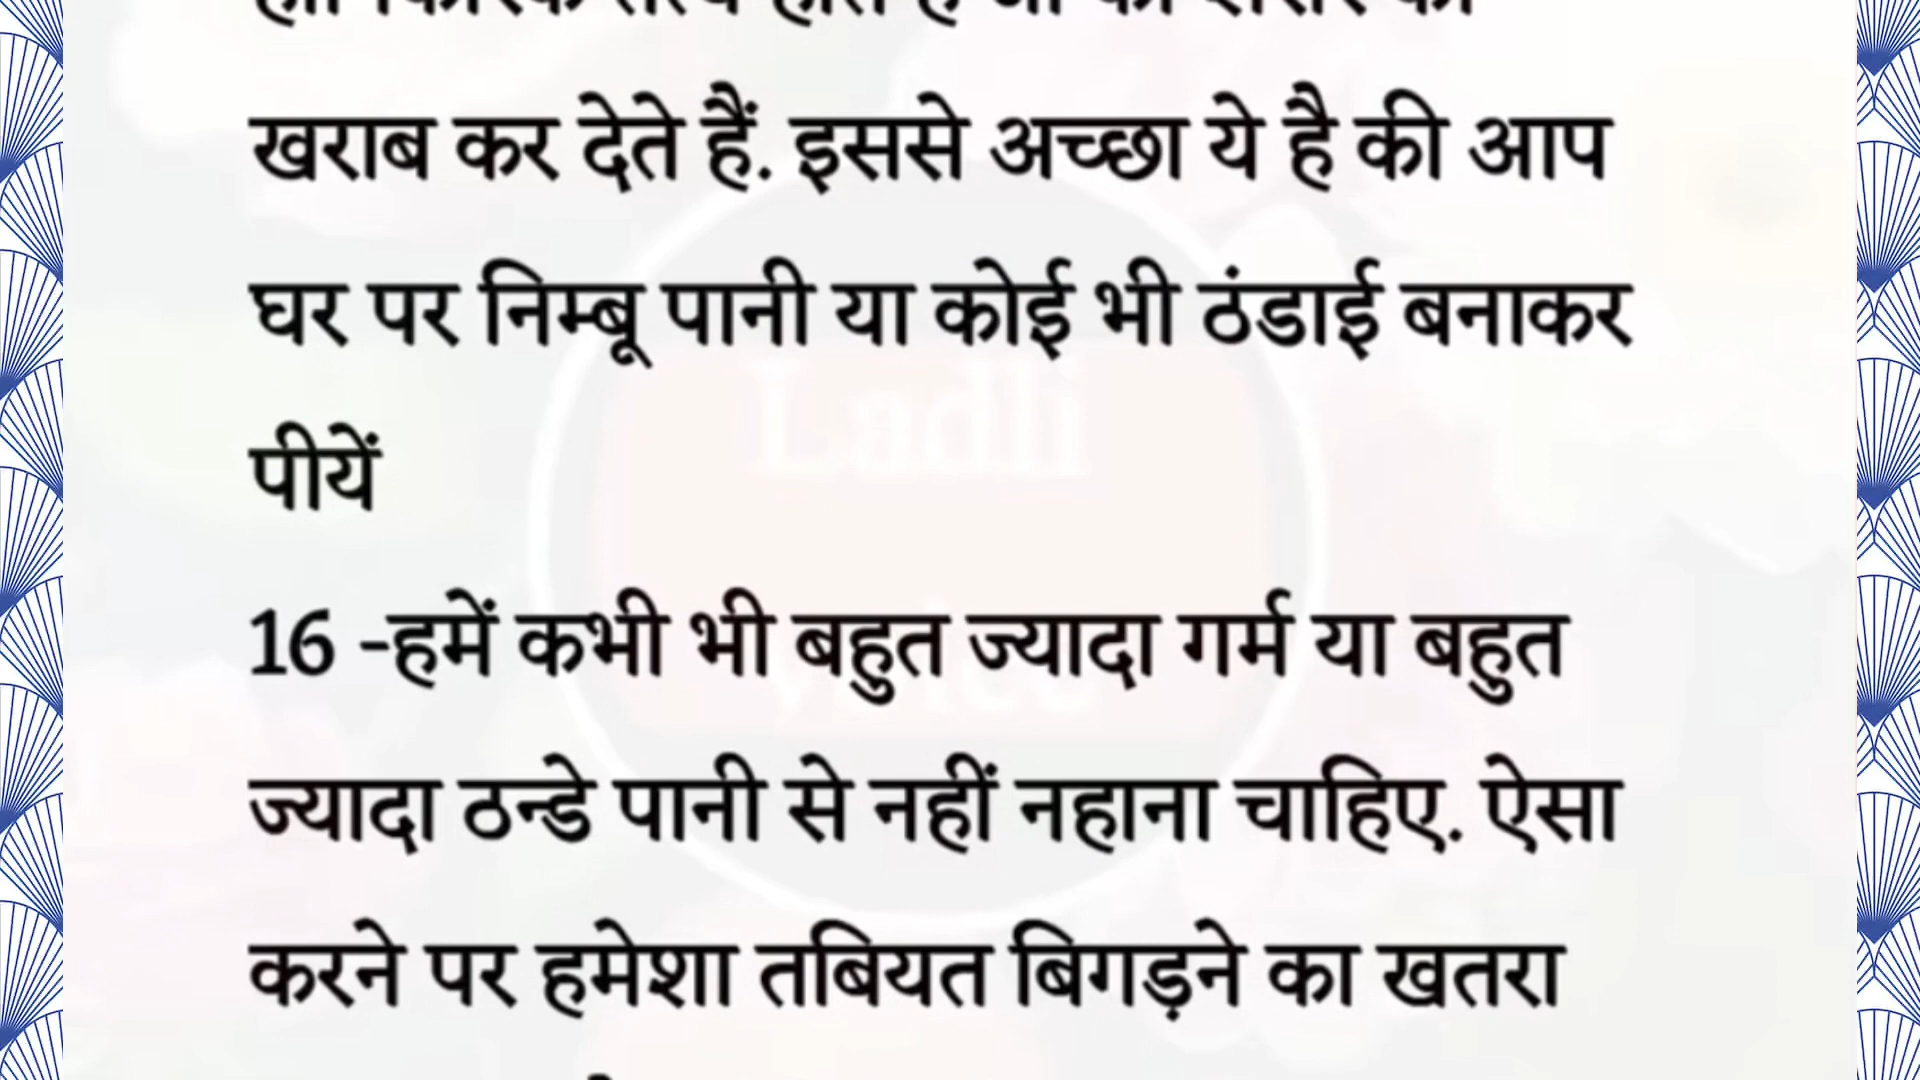 खराब कर देते हैं. इससे अच्छा ये है की आप
घर पर निम्बू पानी या कोई भी ठंडाई बनाकर
पीयें
Ladli
16 -हमें कभी भी बहुत ज्यादा गर्म या बहुत
ज्यादा ठन्डे पानी से नहीं नहाना चाहिए. ऐसा
करने पर हमेशा तबियत बिगड़ने का खतरा